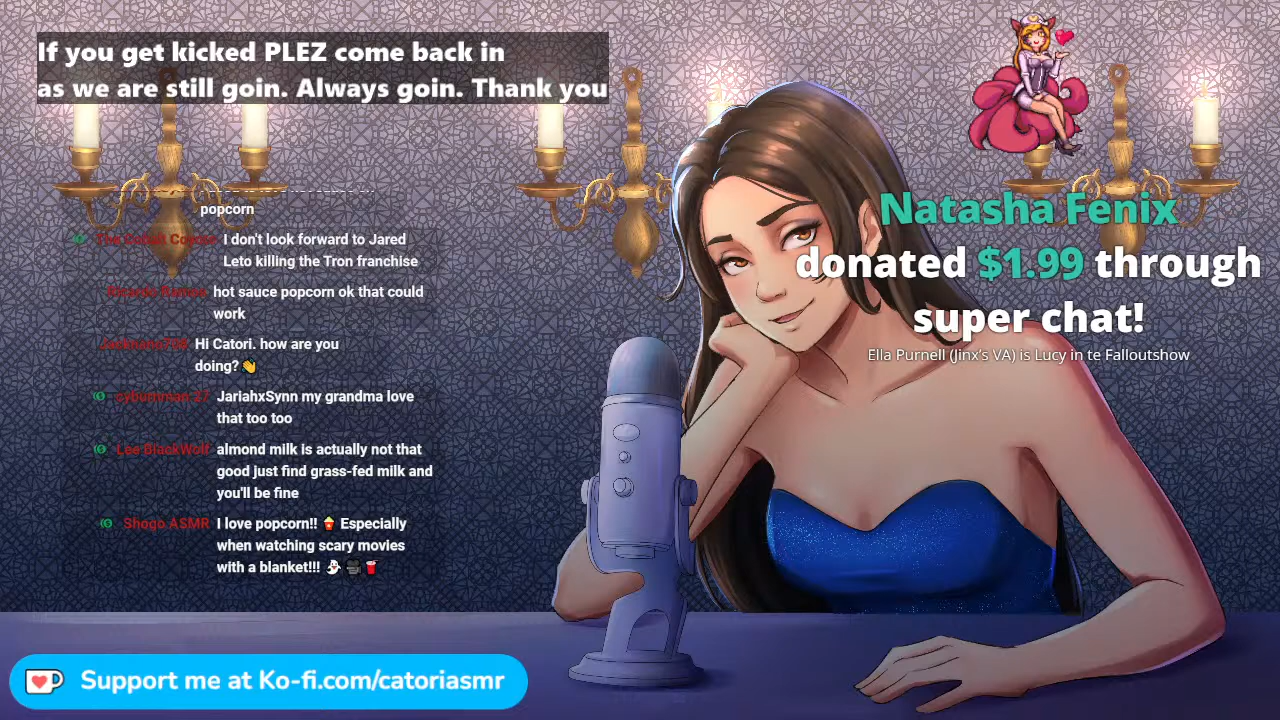 If you get kicked PLEZ come back in
as we are still goin. Always goin. Thank you
popcorn
I don't look forward to Jared
Leto killing the Tron franchise
hot sauce popcorn ok that could
work
Hi Catori. how are you
doing?👋
JariahxSynn my grandma love
that too too
Lee BlackWolf almond milk is actually not that
good just find grass-fed milk and
you'll be fine
Shoqo ASMR I love popcorn!! 🍿 Especially
when watching scary movies
with a blanket!!! 👻 🎥 🥤
Natasha Fenix
donated $1.99 through
super chat!
Ella Purnell (Jinx's VA) is Lucy in te Falloutshow
Support me at Ko-fi.com/catoriasmr